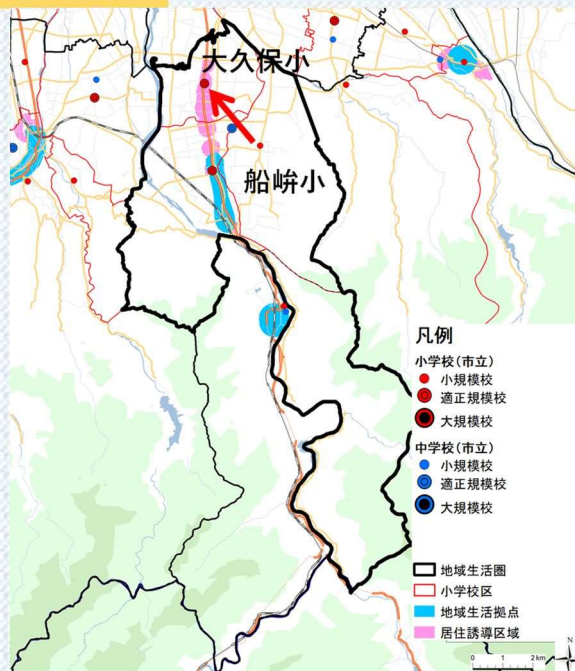 大久保小
船峅小
凡例
小学校(市立)
小規模校
適正規模校
大規模校
中学校(市立)
小規模校
適正規模校
大規模校
地域生活圏
小学校区
地域生活拠点
居住誘導区域
0 1 2 km
N